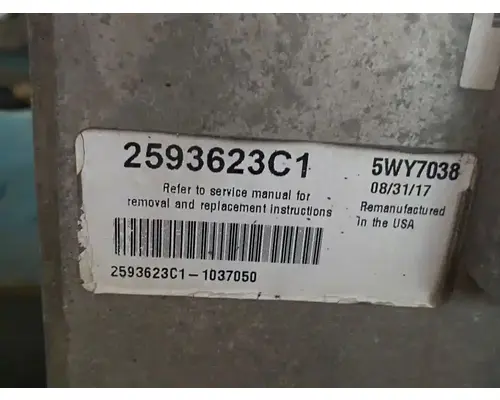 2593623C1
Refer to service manual for
removal and replacement instructions
2593623C1-1037050
5WY7038
08/31/17
Remanufactured
in the USA